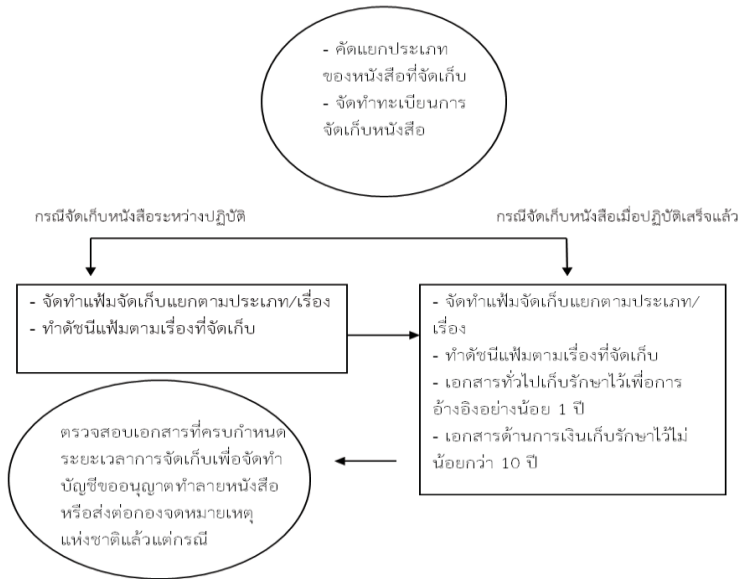 - คัดแยกประเภท
ของหนังสือที่จัดเก็บ
- จัดทำทะเบียนการ
จัดเก็บหนังสือ
กรณีจัดเก็บหนังสือระหว่างปฏิบัติ
กรณีจัดเก็บหนังสือเมื่อปฏิบัติเสร็จแล้ว
- จัดทำแฟ้มจัดเก็บแยกตามประเภท/เรื่อง
- ทำดัชนีแฟ้มตามเรื่องที่จัดเก็บ
- จัดทำแฟ้มจัดเก็บแยกตามประเภท/
เรื่อง
- ทำดัชนีแฟ้มตามเรื่องที่จัดเก็บ
- เอกสารทั่วไปเก็บรักษาไว้เพื่อการ
อ้างอิงอย่างน้อย 1 ปี
- เอกสารด้านการเงินเก็บรักษาไว้ไม่
น้อยกว่า 10 ปี
ตรวจสอบเอกสารที่ครบกำหนด
ระยะเวลาการจัดเก็บเพื่อจัดทำ
บัญชีขออนุญาตทำลายหนังสือ
หรือส่งต่อกองจดหมายเหตุ
แห่งชาติแล้วแต่กรณี